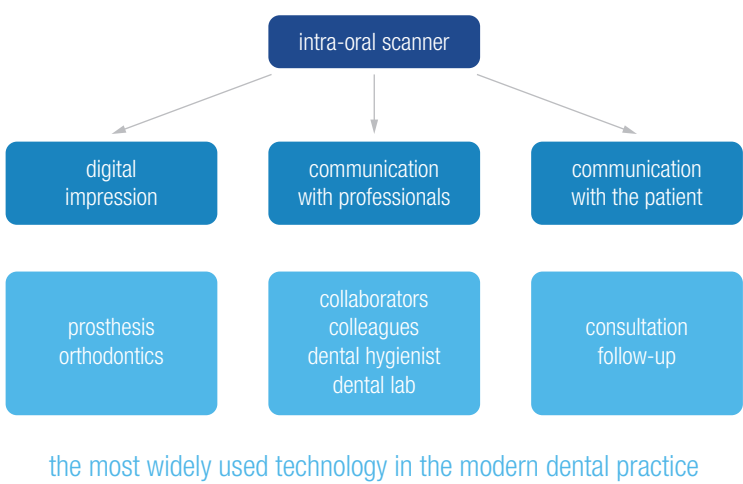 intra-oral scanner
digital
impression
communication
with professionals
communication
with the patient
prosthesis
orthodontics
collaborators
colleagues
dental hygienist
dental lab
consultation
follow-up
the most widely used technology in the modern dental practice